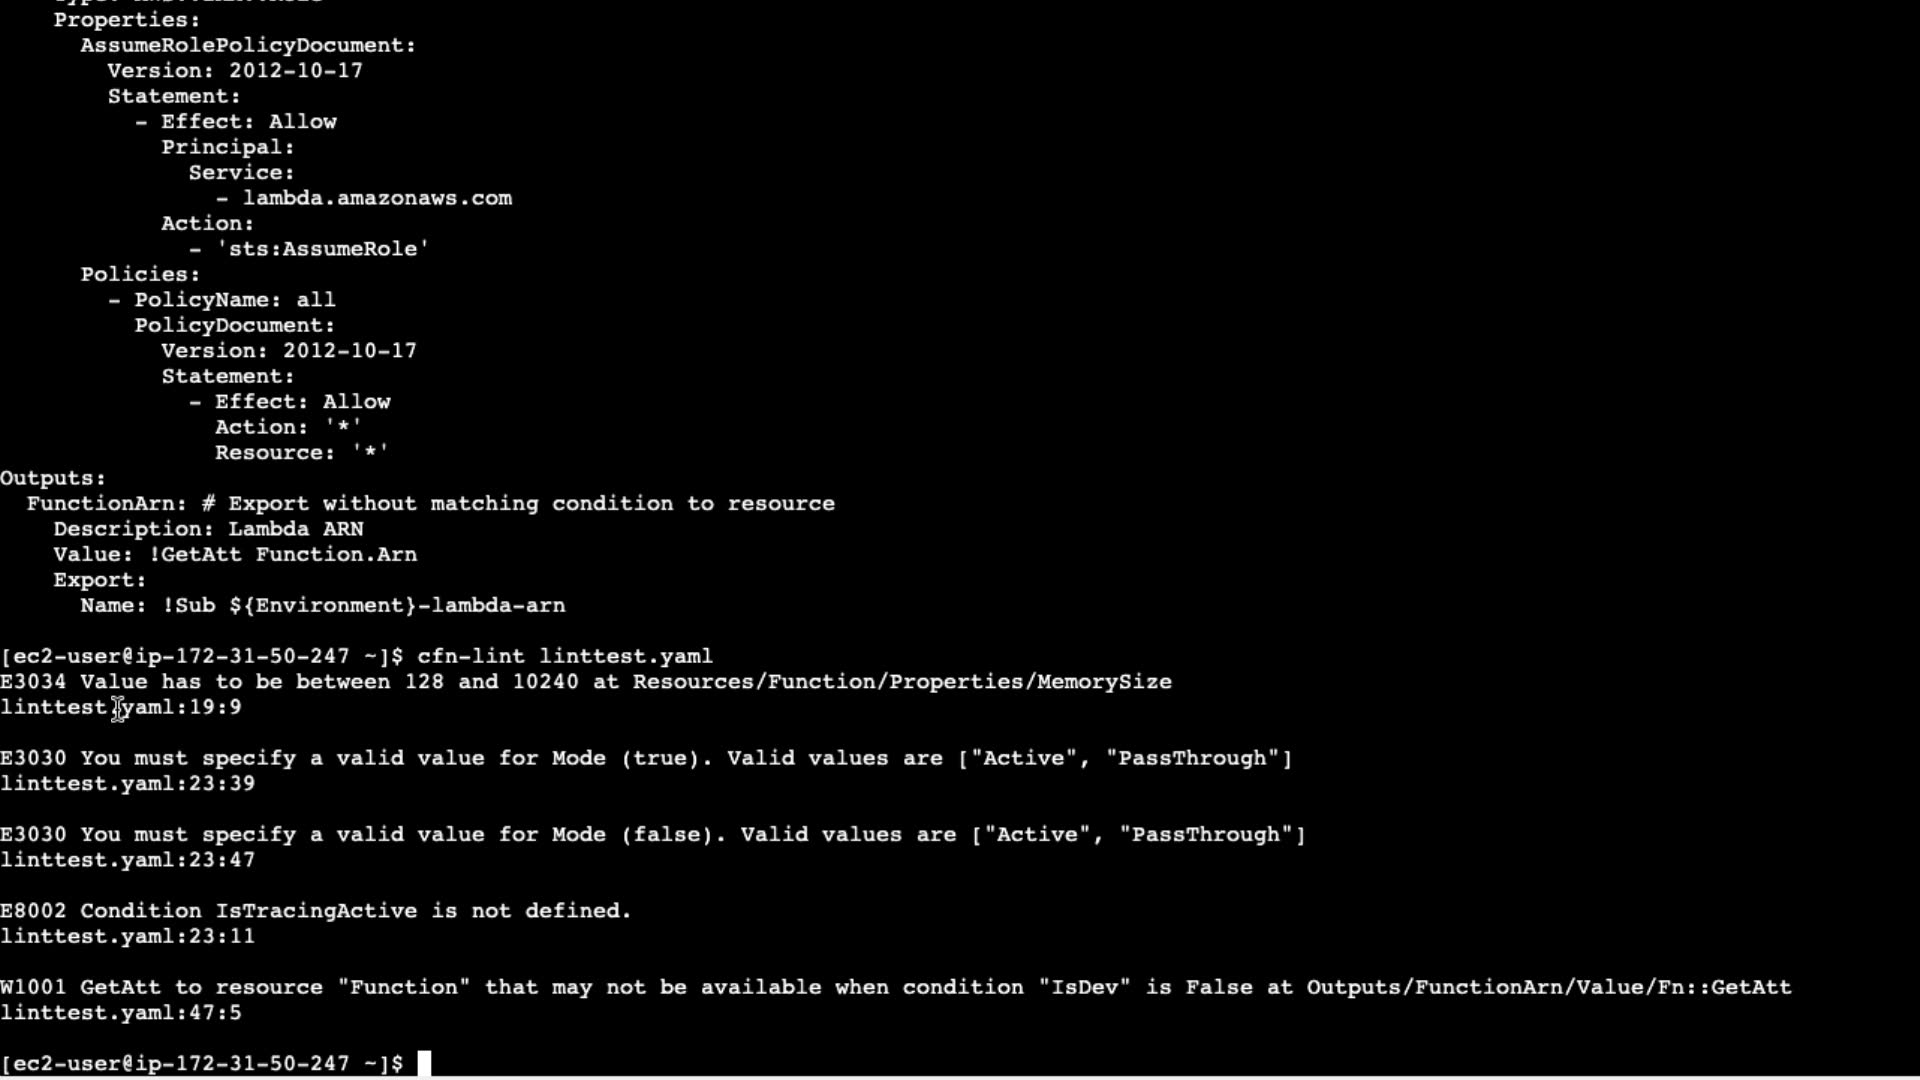 Properties:
AssumeRolePolicyDocument:
Version: 2012-10-17
Statement:
- Effect: Allow
Principal:
Service:
- lambda.amazonaws.com
Action:
- 'sts:AssumeRole'
Policies:
- PolicyName: all
PolicyDocument:
Version: 2012-10-17
Statement:
- Effect: Allow
Action: '*'
Resource: '*'
Outputs:
FunctionArn: # Export without matching condition to resource
Description: Lambda ARN
Value: !GetAtt Function.Arn
Export:
Name: !Sub ${Environment}-lambda-arn
[ec2-user@ip-172-31-50-247 ~]$ cfn-lint linttest.yaml
E3034 Value has to be between 128 and 10240 at Resources/Function/Properties/MemorySize
linttest.yaml:19:9
E3030 You must specify a valid value for Mode (true). Valid values are ["Active", "PassThrough"]
linttest.yaml:23:39
E3030 You must specify a valid value for Mode (false). Valid values are ["Active", "PassThrough"]
linttest.yaml:23:47
E8002 Condition IsTracingActive is not defined.
linttest.yaml:23:11
W1001 GetAtt to resource "Function" that may not be available when condition "IsDev" is False at Outputs/FunctionArn/Value/Fn::GetAtt
linttest.yaml:47:5
[ec2-user@ip-172-31-50-247 ~]$